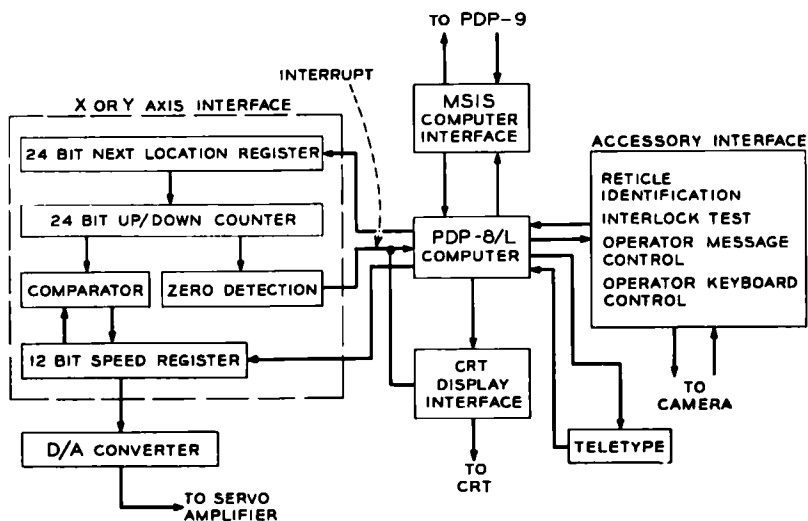 TO PDP-9
INTERRUPT
X OR Y AXIS INTERFACE
MSIS
COMPUTER
INTERFACE
ACCESSORY INTERFACE
24 BIT NEXT LOCATION REGISTER
RETICLE
IDENTIFICATION
INTERLOCK TEST
OPERATOR MESSAGE
CONTROL
OPERATOR KEYBOARD
CONTROL
24 BIT UP/DOWN COUNTER
PDP-8/L
COMPUTER
COMPARATOR
ZERO DETECTION
12 BIT SPEED REGISTER
CRT
DISPLAY
INTERFACE
TO
CAMERA
D/A CONVERTER
TELETYPE
TO
CRT
TO SERVO
AMPLIFIER